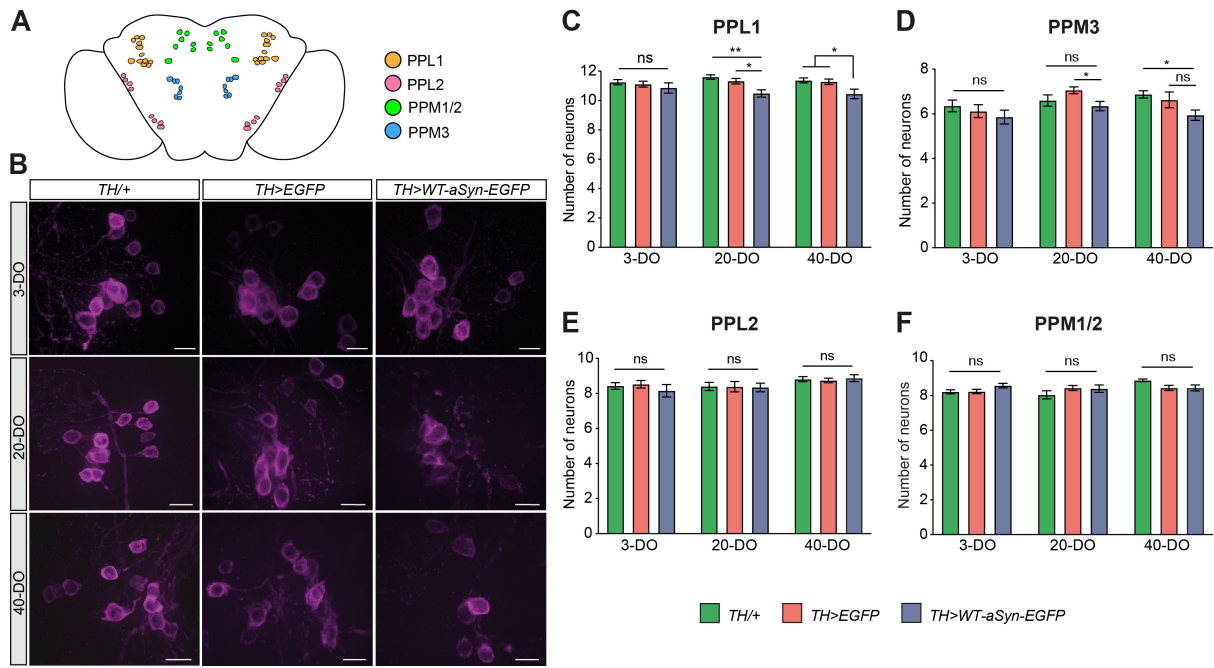 A
PPL1
PPL2
PPM1/2
PPM3
B
TH/+
TH>EGFP
TH>WT-aSyn-EGFP
3-DO
20-DO
40-DO
C
PPL1
Number of neurons
14
12
10
8
6
4
2
0
ns
**
*
*
3-DO
20-DO
40-DO
D
PPM3
Number of neurons
8
6
4
2
0
ns
ns
*
*
ns
3-DO
20-DO
40-DO
E
PPL2
Number of neurons
10
8
6
4
2
0
ns
ns
ns
3-DO
20-DO
40-DO
F
PPM1/2
Number of neurons
10
8
6
4
2
0
ns
ns
ns
3-DO
20-DO
40-DO
TH/+
TH>EGFP
TH>WT-aSyn-EGFP